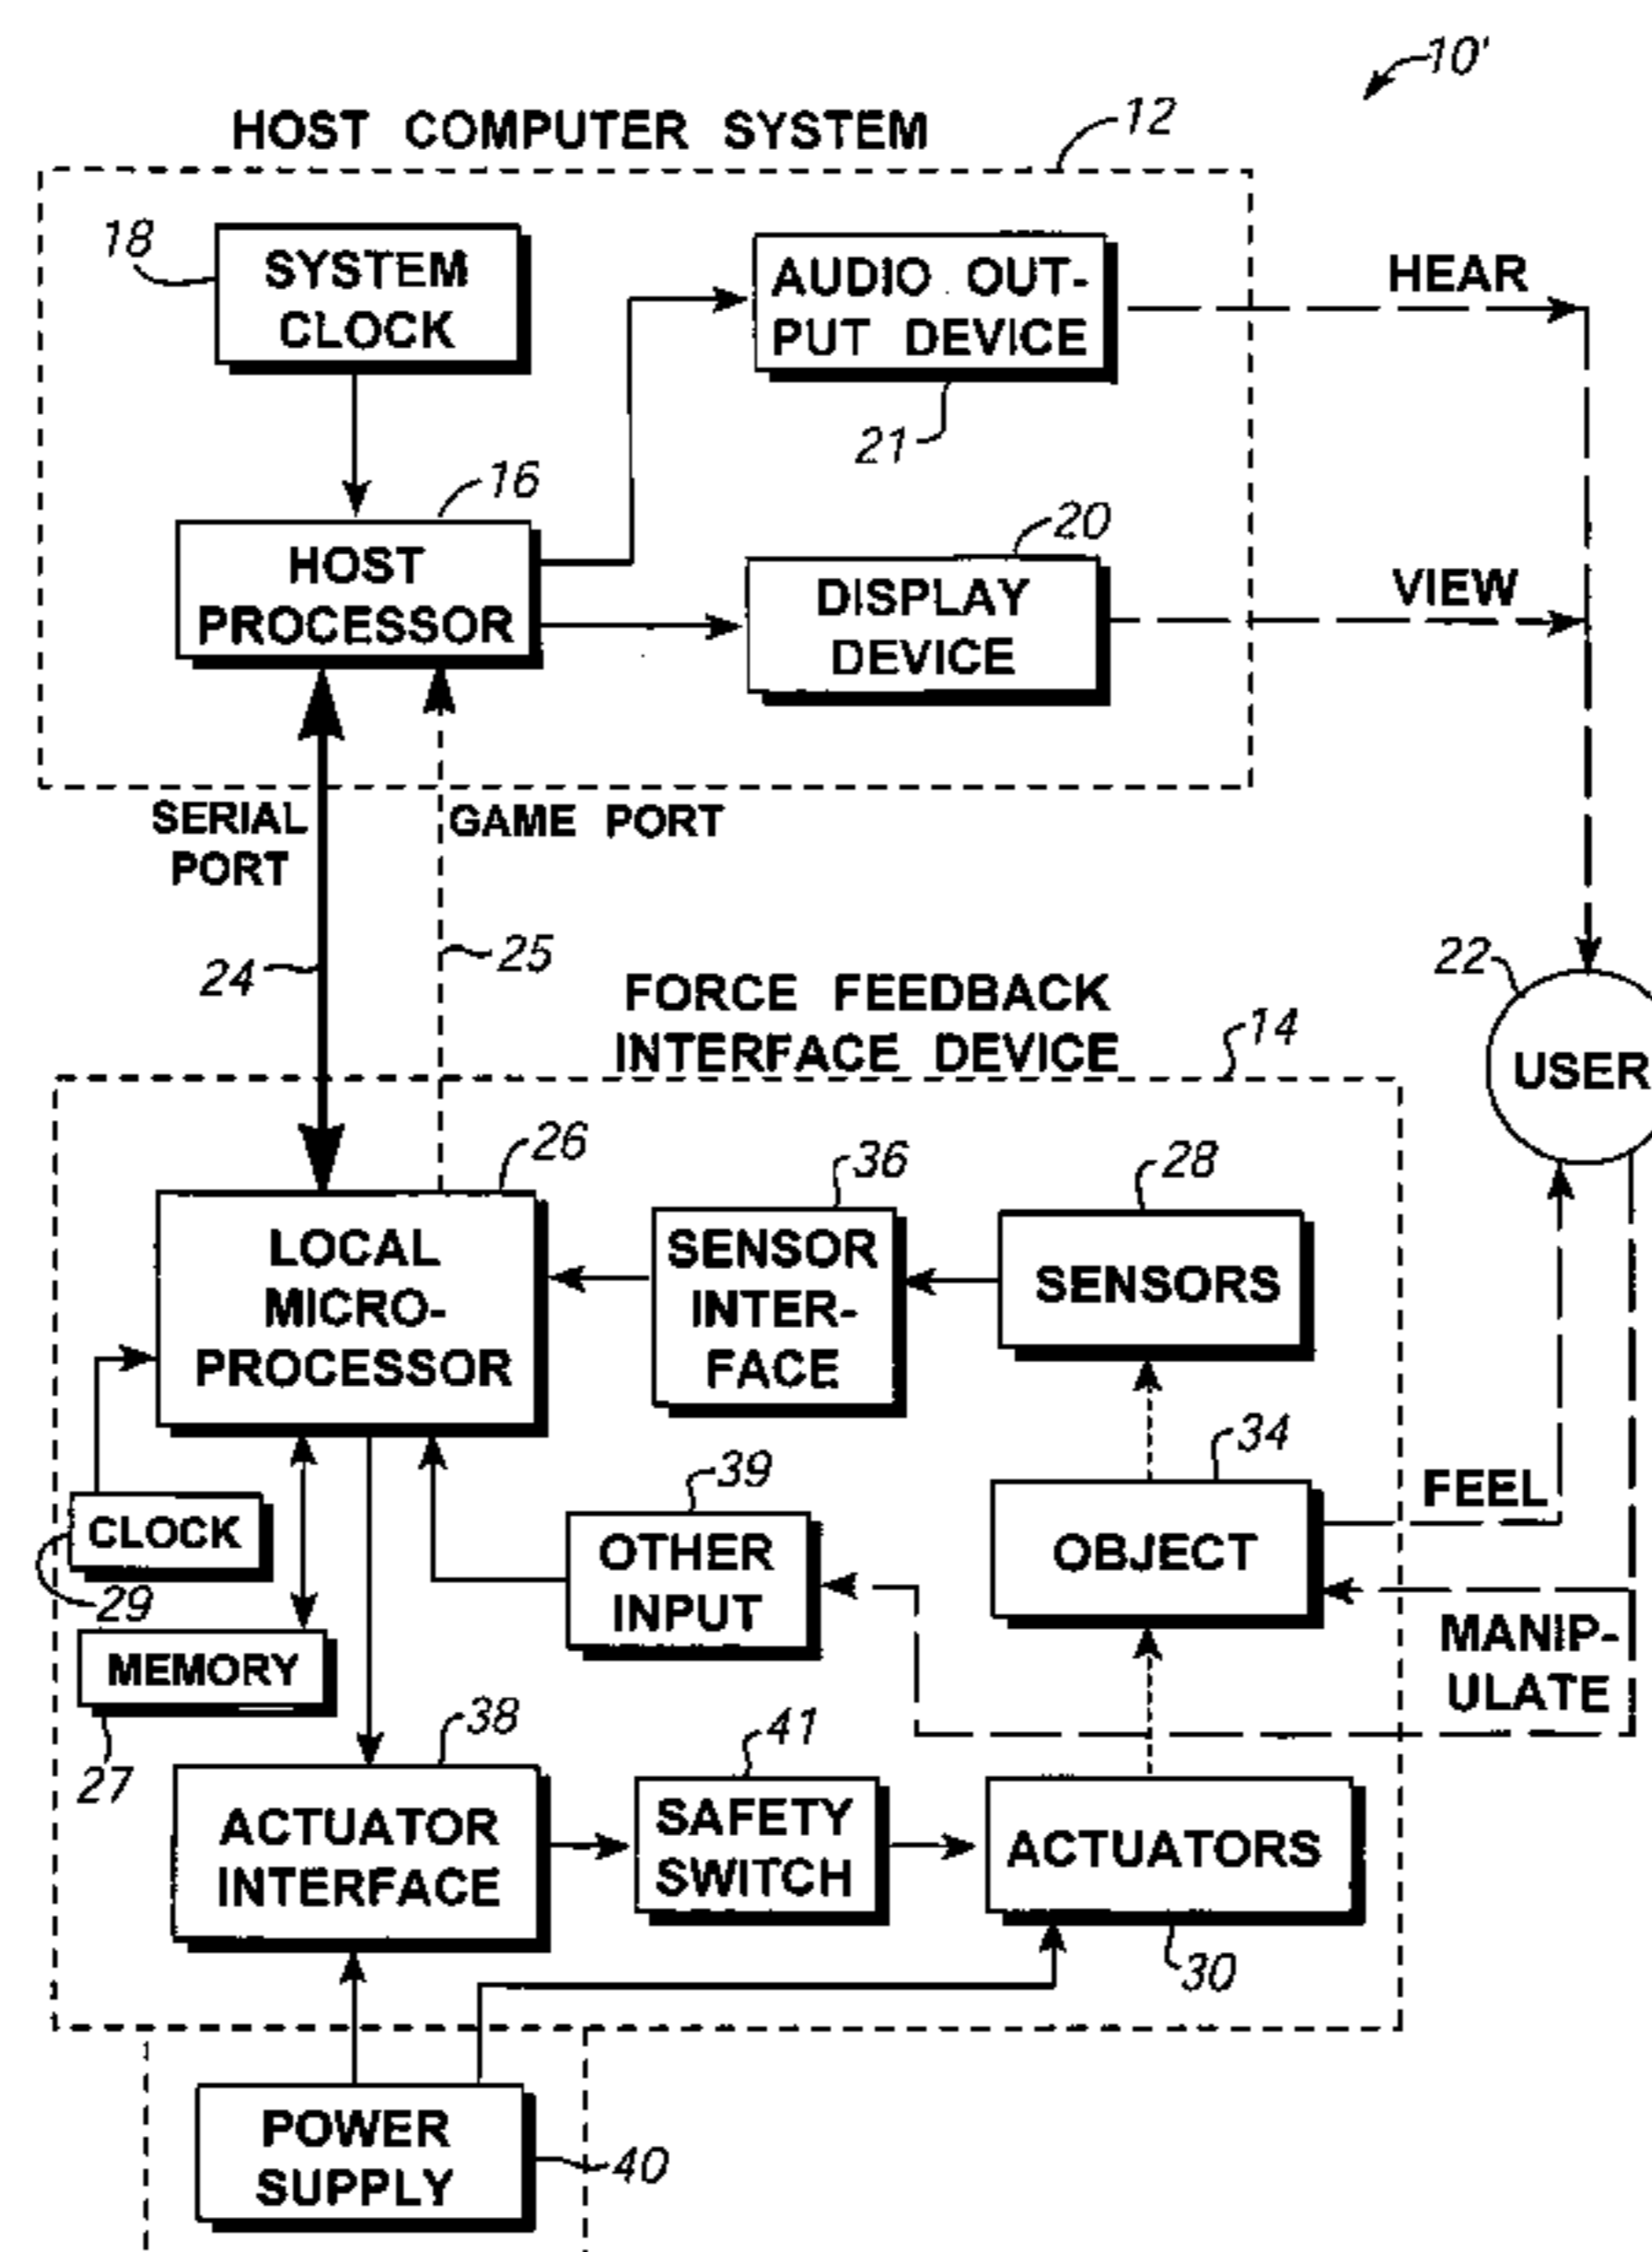 10'
HOST COMPUTER SYSTEM
12
18
SYSTEM
CLOCK
AUDIO OUT-
PUT DEVICE
HEAR
21
16
HOST
PROCESSOR
20
DISPLAY
DEVICE
VIEW
SERIAL
PORT
GAME PORT
24
25
FORCE FEEDBACK
INTERFACE DEVICE
14
22
USER
26
LOCAL
MICRO-
PROCESSOR
36
SENSOR
INTER-
FACE
28
SENSORS
34
OBJECT
FEEL
CLOCK
29
39
OTHER
INPUT
MANIP-
ULATE
MEMORY
27
38
ACTUATOR
INTERFACE
41
SAFETY
SWITCH
ACTUATORS
30
POWER
SUPPLY
40